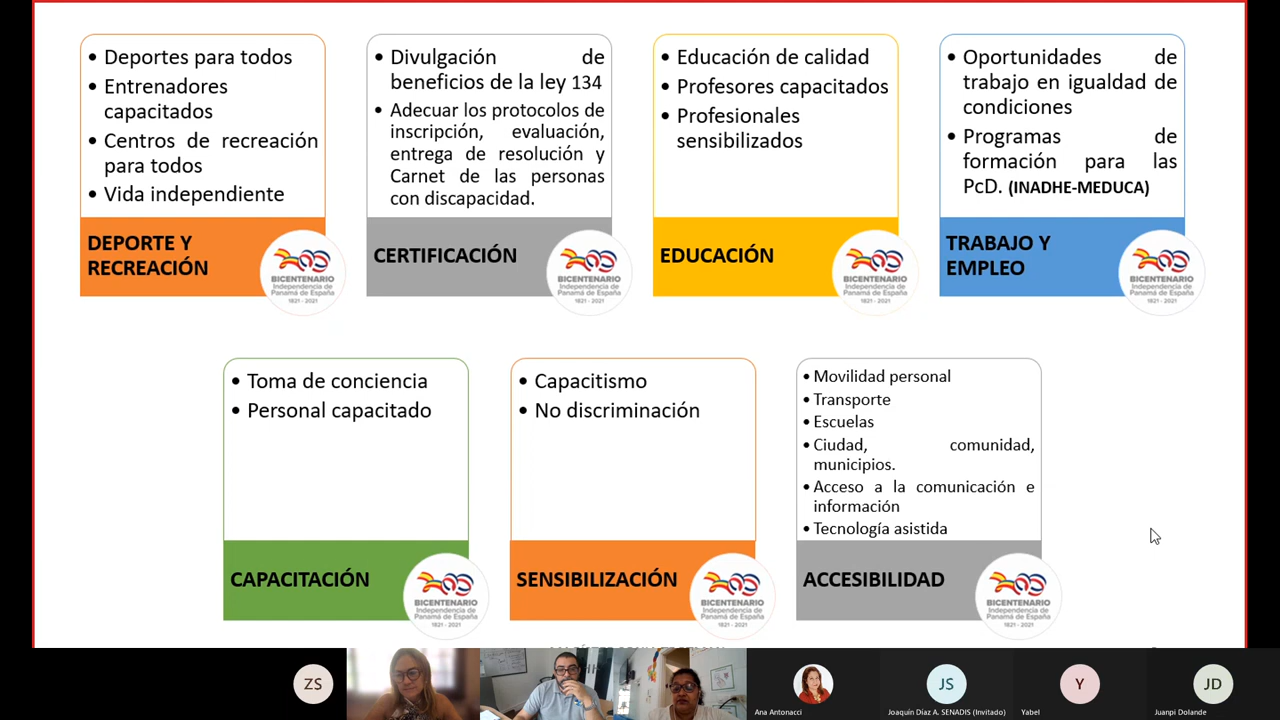 • Deportes para todos
• Entrenadores
capacitados
• Centros de recreación
para todos
• Vida independiente
DEPORTE Y
RECREACIÓN
BICENTENARIO
Independencia de
Panamá de España
1821 - 2021
• Divulgación de
beneficios de la ley 134
• Adecuar los protocolos de
inscripción, evaluación,
entrega de resolución y
Carnet de las personas
con discapacidad.
CERTIFICACIÓN
BICENTENARIO
Independencia de
Panamá de España
1821 - 2021
• Educación de calidad
• Profesores capacitados
• Profesionales
sensibilizados
EDUCACIÓN
BICENTENARIO
Independencia de
Panamá de España
1821 - 2021
• Oportunidades de
trabajo en igualdad de
condiciones
• Programas de
formación para las
PcD. (INADHE-MEDUCA)
TRABAJO Y
EMPLEO
BICENTENARIO
Independencia de
Panamá de España
1821 - 2021
• Toma de conciencia
• Personal capacitado
CAPACITACIÓN
BICENTENARIO
Independencia de
Panamá de España
1821 - 2021
• Capacitismo
• No discriminación
SENSIBILIZACIÓN
BICENTENARIO
Independencia de
Panamá de España
1821 - 2021
• Movilidad personal
• Transporte
• Escuelas
• Ciudad, comunidad,
municipios.
• Acceso a la comunicación e
información
• Tecnología asistida
ACCESIBILIDAD
BICENTENARIO
Independencia de
Panamá de España
1821 - 2021
ZS
Ana Antonacci
JS
Joaquín Díaz A. SENADIS (Invitado)
Y
Yabel
JD
Juanpi Dolande